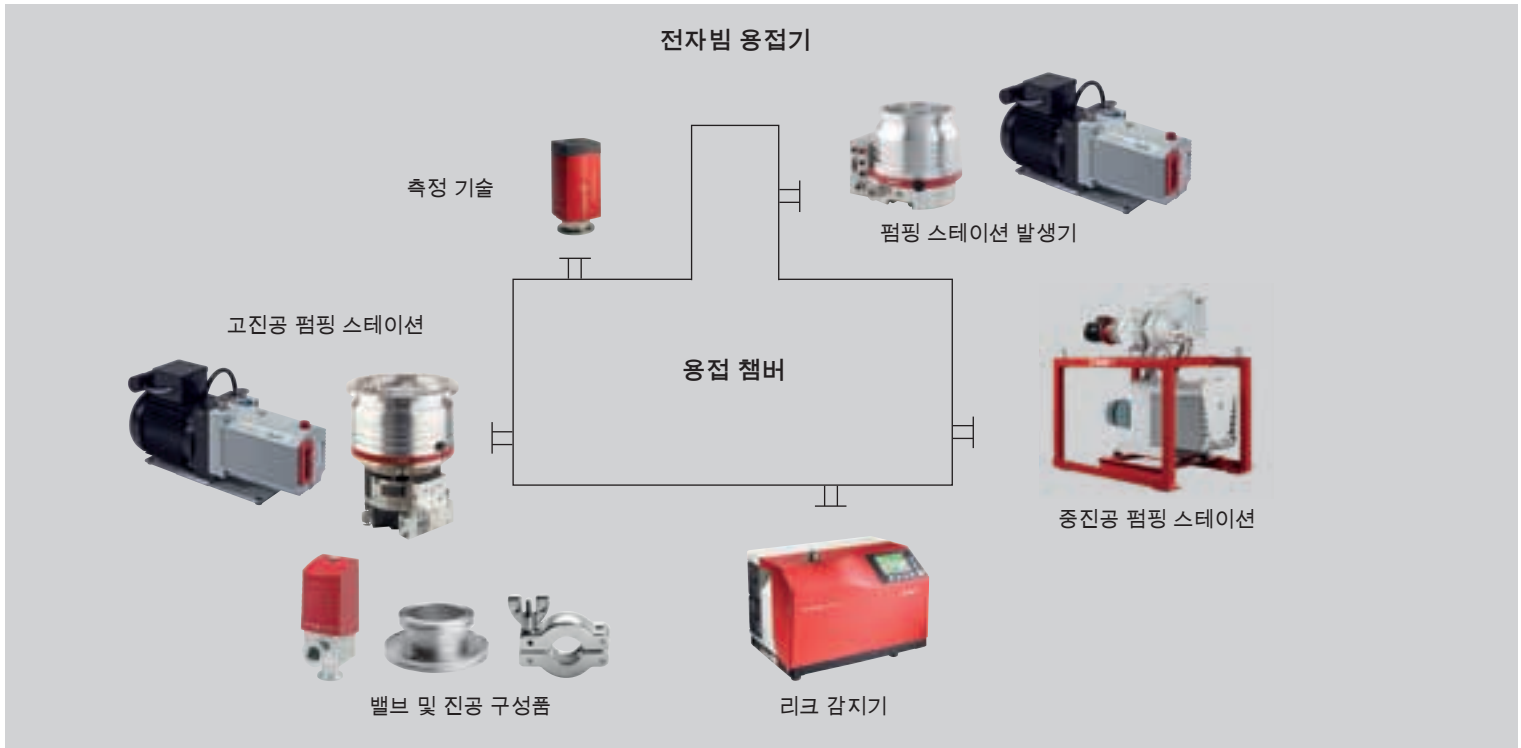 전자빔 용접기
측정 기술
펌핑 스테이션 발생기
고진공 펌핑 스테이션
용접 챔버
중진공 펌핑 스테이션
밸브 및 진공 구성품
리크 감지기